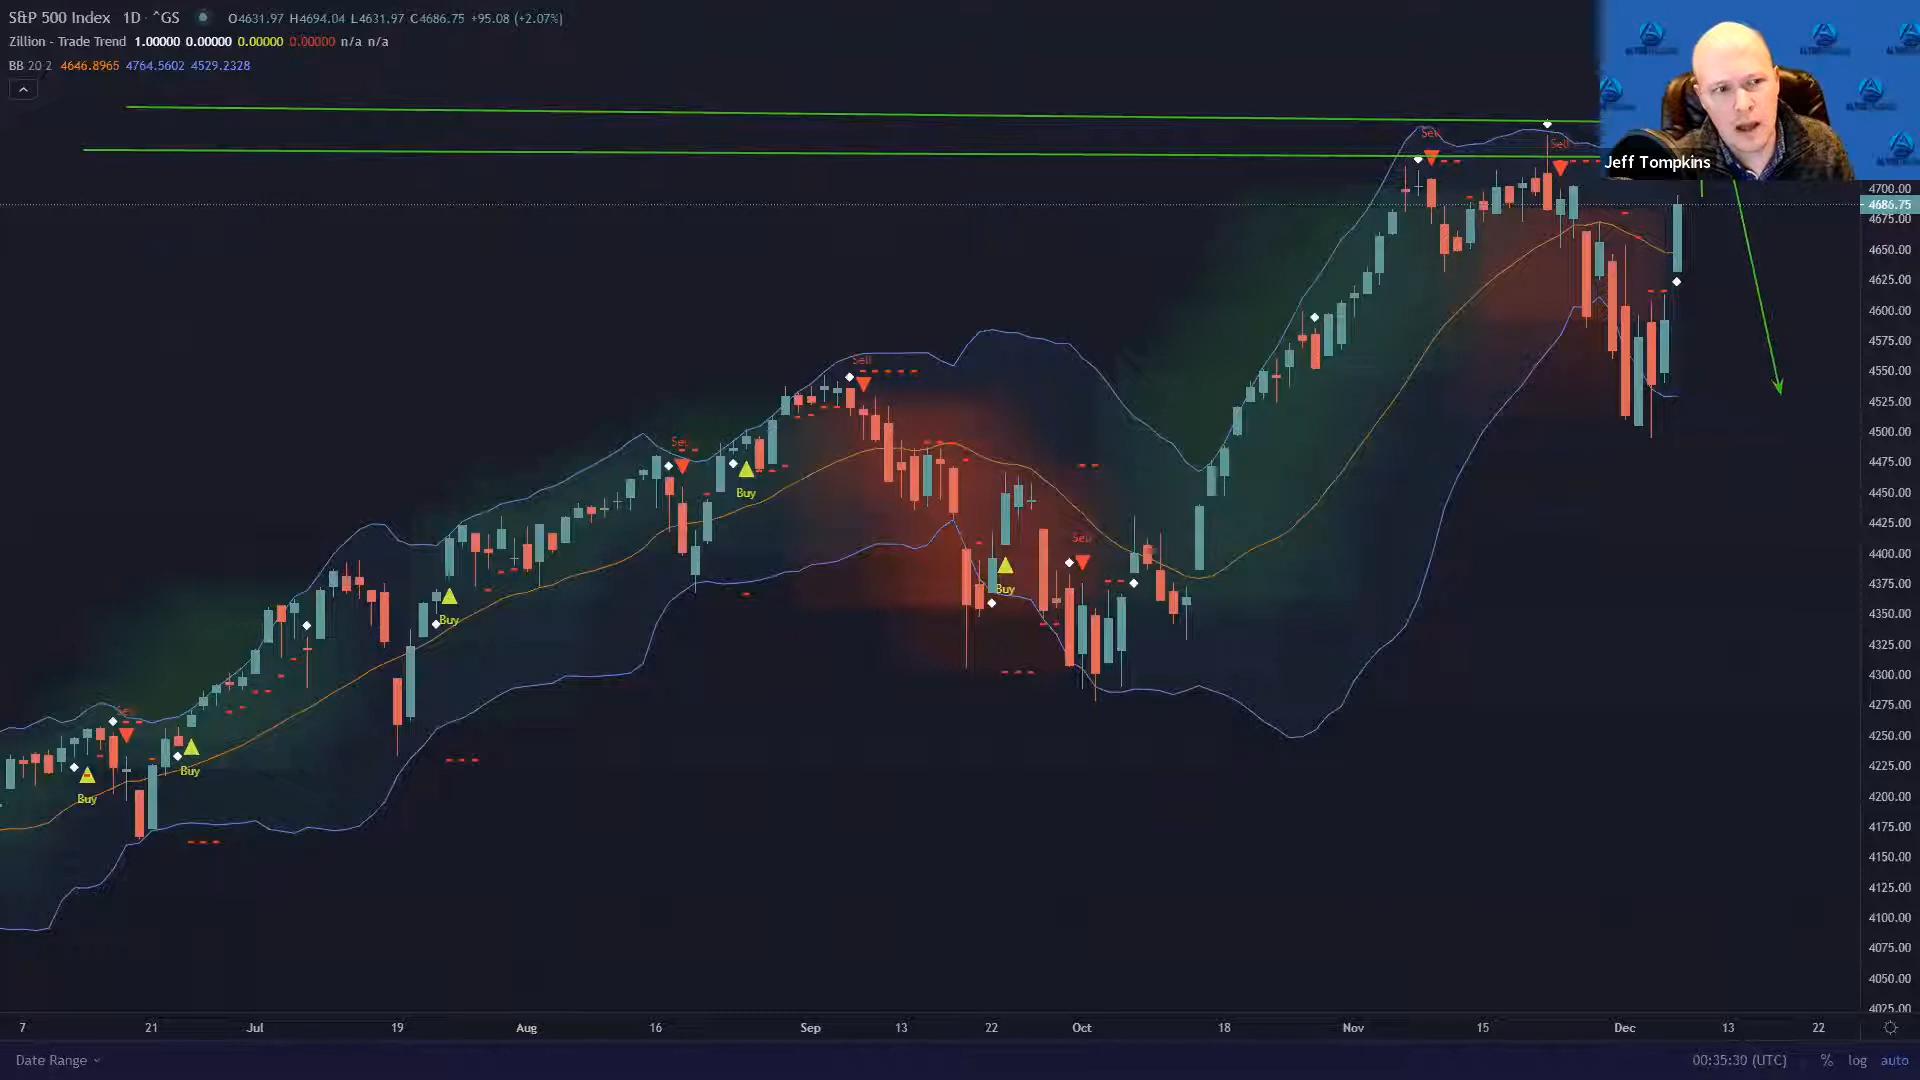 S&P 500 Index 1D ^GS O4631.97 H4694.04 L4631.97 C4686.75 +95.08 (+2.07%)
Zillion - Trade Trend 1.00000 0.00000 0.00000 0.00000 n/a n/a
BB 20 2 4646.8965 4764.5602 4529.2328
Jeff Tompkins
Sell
Sell
Sell
Sell
Sell
Sell
Buy
Buy
Buy
Buy
Buy
4700.00
4686.75
4675.00
4650.00
4625.00
4600.00
4575.00
4550.00
4525.00
4500.00
4475.00
4450.00
4425.00
4400.00
4375.00
4350.00
4325.00
4300.00
4275.00
4250.00
4225.00
4200.00
4175.00
4150.00
4125.00
4100.00
4075.00
4050.00
4025.00
7 21 Jul 19 Aug 16 Sep 13 22 Oct 18 Nov 15 Dec 13 22
Date Range 00:35:30 (UTC) % log auto